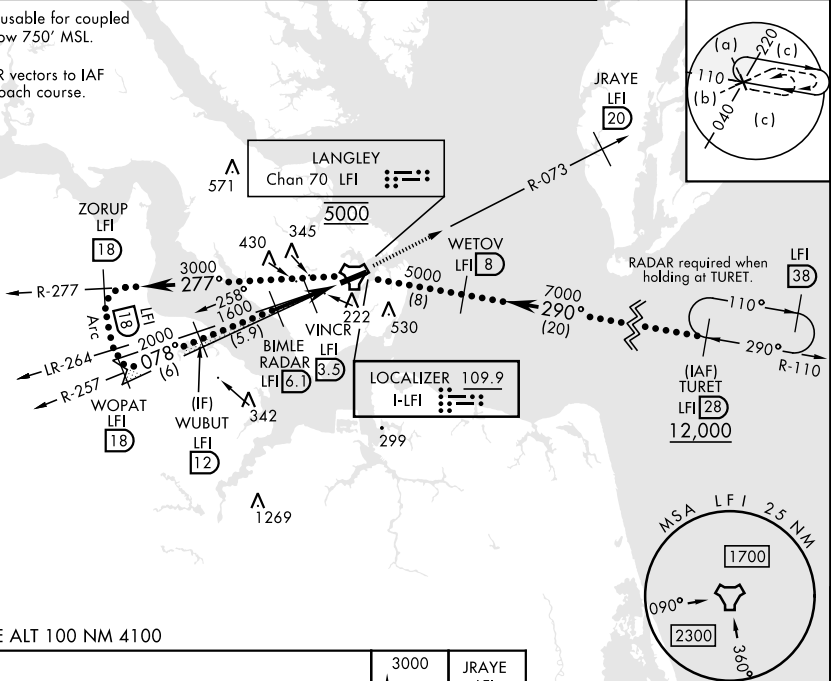 usable for coupled
ow 750' MSL.
R vectors to IAF
oach course.
(a)
220
(c)
110
(b)
040
(c)
JRAYE
LFI
20
R-073
LANGLEY
Chan 70 LFI
5000
571
ZORUP
LFI
18
430
345
3000
277°
R-277
258°
1600
(5.9)
LFI
18
Arc
2000
078°
(6)
LR-264
R-257
WOPAT
LFI
18
(IF)
WUBUT
LFI
12
BIMLE
RADAR
LFI 6.1
VINCR
LFI
3.5
222
530
342
WETOV
LFI 8
5000
(8)
7000
290°
(20)
RADAR required when
holding at TURET.
LFI
38
110°
290°
R-110
(IAF)
TURET
LFI 28
12,000
LOCALIZER 109.9
I-LFI
299
1269
MSA LFI 25 NM
1700
090°
2300
360°
E ALT 100 NM 4100
3000
JRAYE